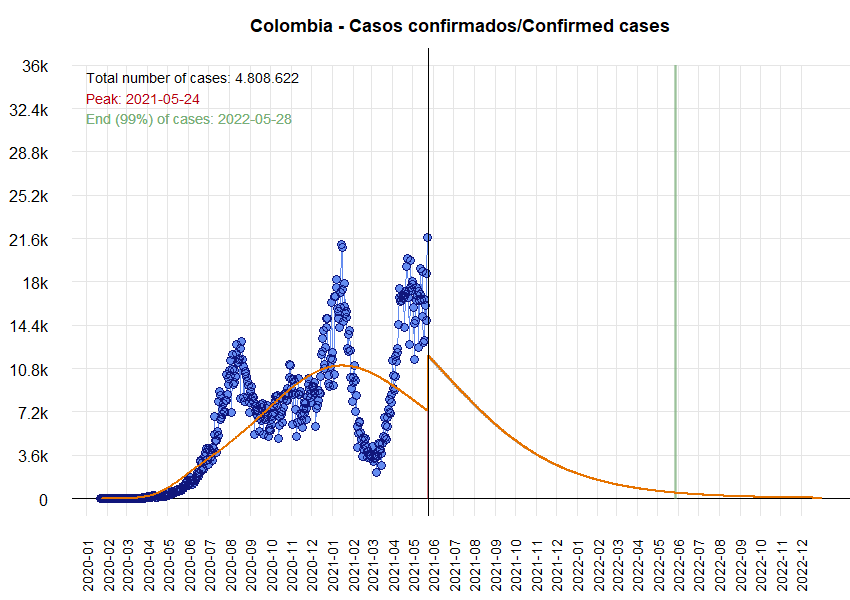 Colombia - Casos confirmados/Confirmed cases
36k
32.4k
28.8k
25.2k
21.6k
18k
14.4k
10.8k
7.2k
3.6k
0
Total number of cases: 4.808.622
Peak: 2021-05-24
End (99%) of cases: 2022-05-28
2020-01
2020-02
2020-03
2020-04
2020-05
2020-06
2020-07
2020-08
2020-09
2020-10
2020-11
2020-12
2021-01
2021-02
2021-03
2021-04
2021-05
2021-06
2021-07
2021-08
2021-09
2021-10
2021-11
2021-12
2022-01
2022-02
2022-03
2022-04
2022-05
2022-06
2022-07
2022-08
2022-09
2022-10
2022-11
2022-12